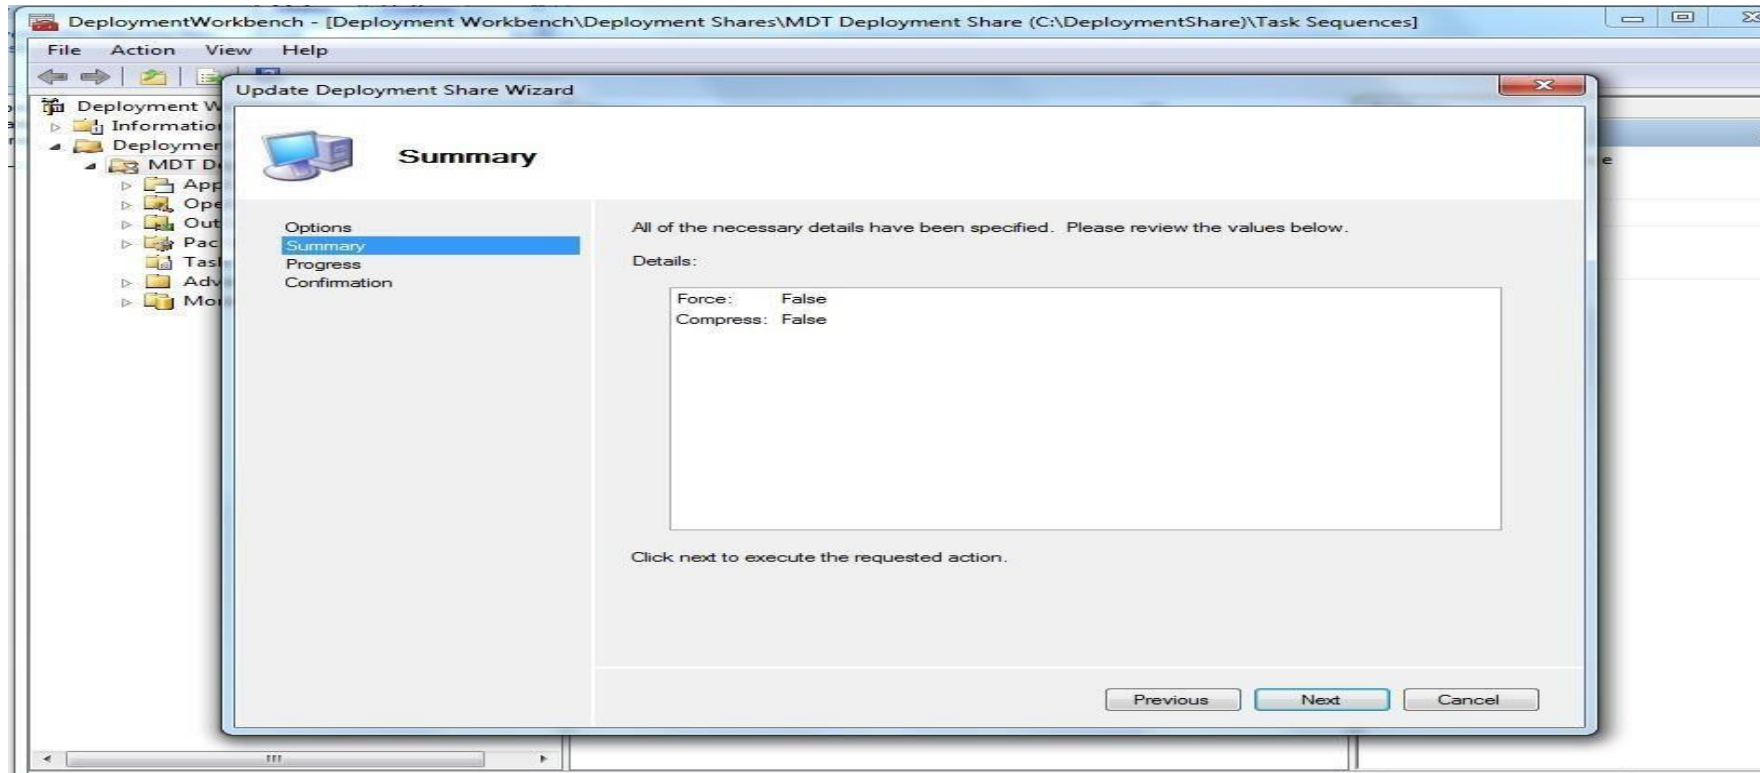 DeploymentWorkbench - [Deployment Workbench\Deployment Shares\MDT Deployment Share (C:\DeploymentShare)\Task Sequences]
File Action View Help
Update Deployment Share Wizard
Deployment W
Informatio
Deploymer
MDT D
App
Ope
Out
Pac
Task
Adv
Mo
Summary
Options
Summary
Progress
Confirmation
All of the necessary details have been specified. Please review the values below.
Details:
Force: False
Compress: False
Click next to execute the requested action.
Previous Next Cancel
e